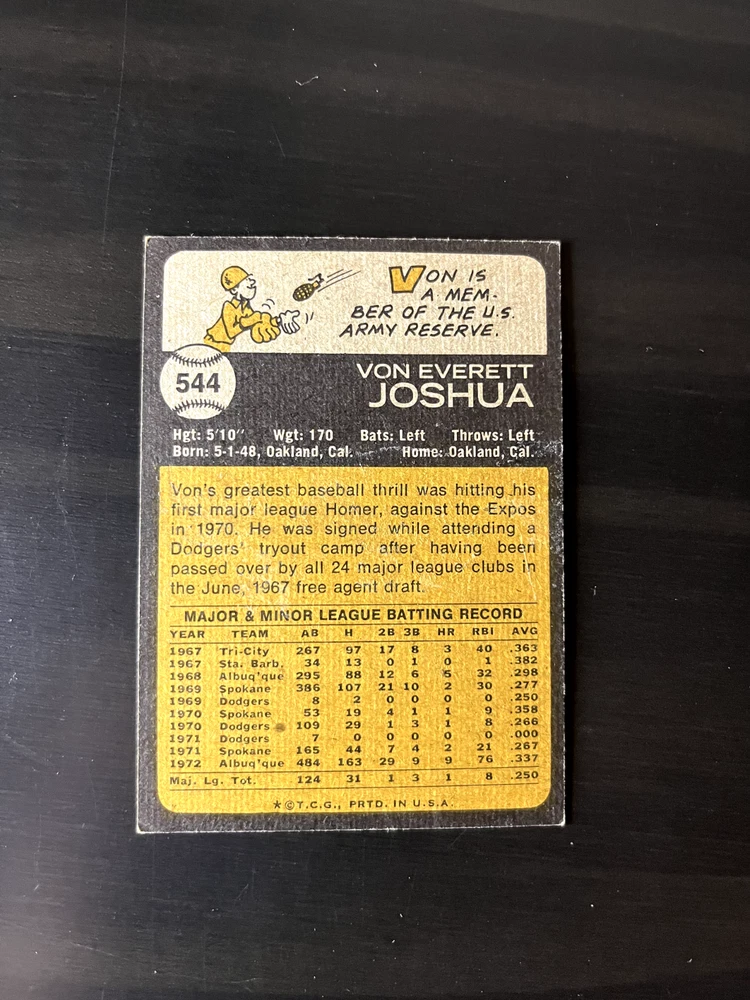 VON IS
A MEM-
BER OF THE U.S.
ARMY RESERVE.
544
VON EVERETT
JOSHUA
Hgt: 5'10" Wgt: 170 Bats: Left Throws: Left
Born: 5-1-48, Oakland, Cal. Home: Oakland, Cal.
Von's greatest baseball thrill was hitting his
first major league Homer, against the Expos
in 1970. He was signed while attending a
Dodgers' tryout camp after having been
passed over by all 24 major league clubs in
the June, 1967 free agent draft.
MAJOR & MINOR LEAGUE BATTING RECORD
YEAR TEAM AB H 2B 3B HR RBI AVG
1967 Tri-City 267 97 17 8 3 40 .363
1967 Sta. Barb. 34 13 0 1 0 1 .382
1968 Albuq'que 295 88 12 6 5 32 .298
1969 Spokane 386 107 21 10 2 30 .277
1969 Dodgers 8 2 0 0 0 0 .250
1970 Spokane 53 19 4 1 1 9 .358
1970 Dodgers 109 29 1 3 1 8 .266
1971 Dodgers 7 0 0 0 0 0 .000
1971 Spokane 165 44 7 4 2 21 .267
1972 Albuq'que 484 163 29 9 9 76 .337
Maj. Lg. Tot. 124 31 1 3 1 8 .250
*©T.C.G., PRTD. IN U.S.A.